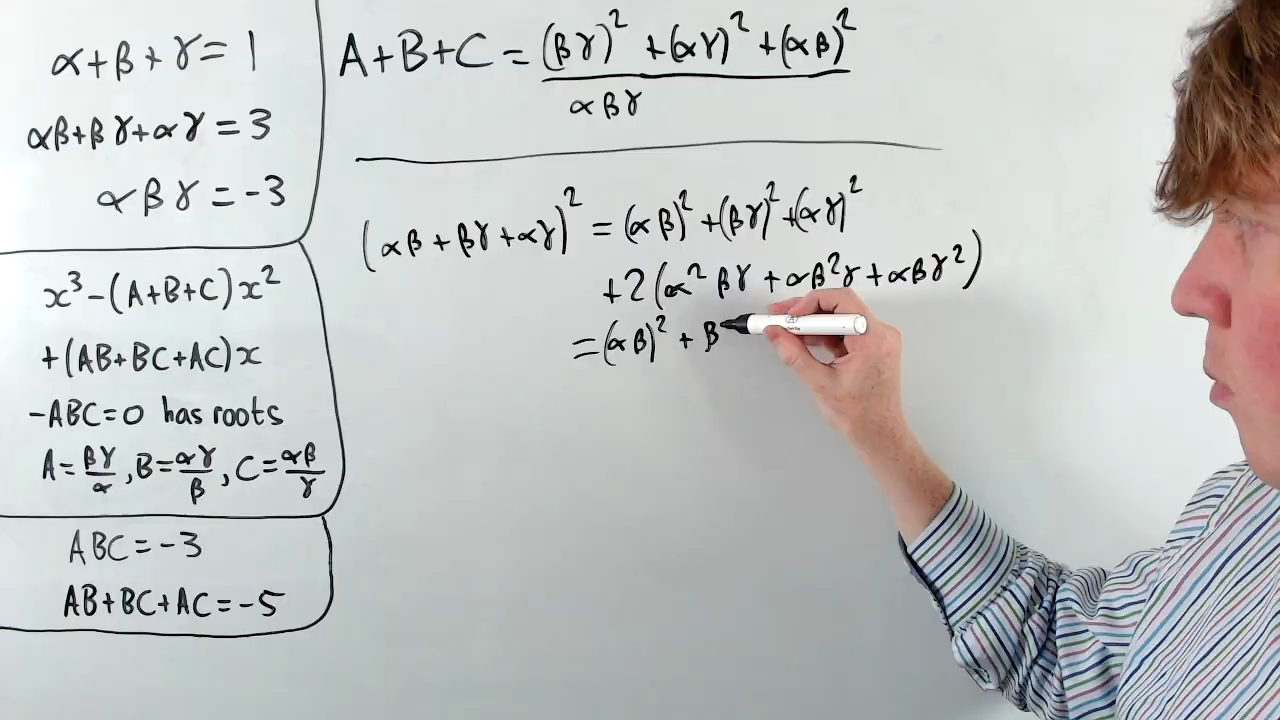 α+β+γ=1
αβ+βγ+αγ=3
αβγ=-3
x³-(A+B+C)x²
+(AB+BC+AC)x
-ABC=0 has roots
A=βγ/α, B=αγ/β, C=αβ/γ
ABC=-3
AB+BC+AC=-5
A+B+C=((βγ)²+(αγ)²+(αβ)²)/αβγ
(αβ+βγ+αγ)²=(αβ)²+(βγ)²+(αγ)²
+2(α²βγ+αβ²γ+αβγ²)
=(αβ)²+β